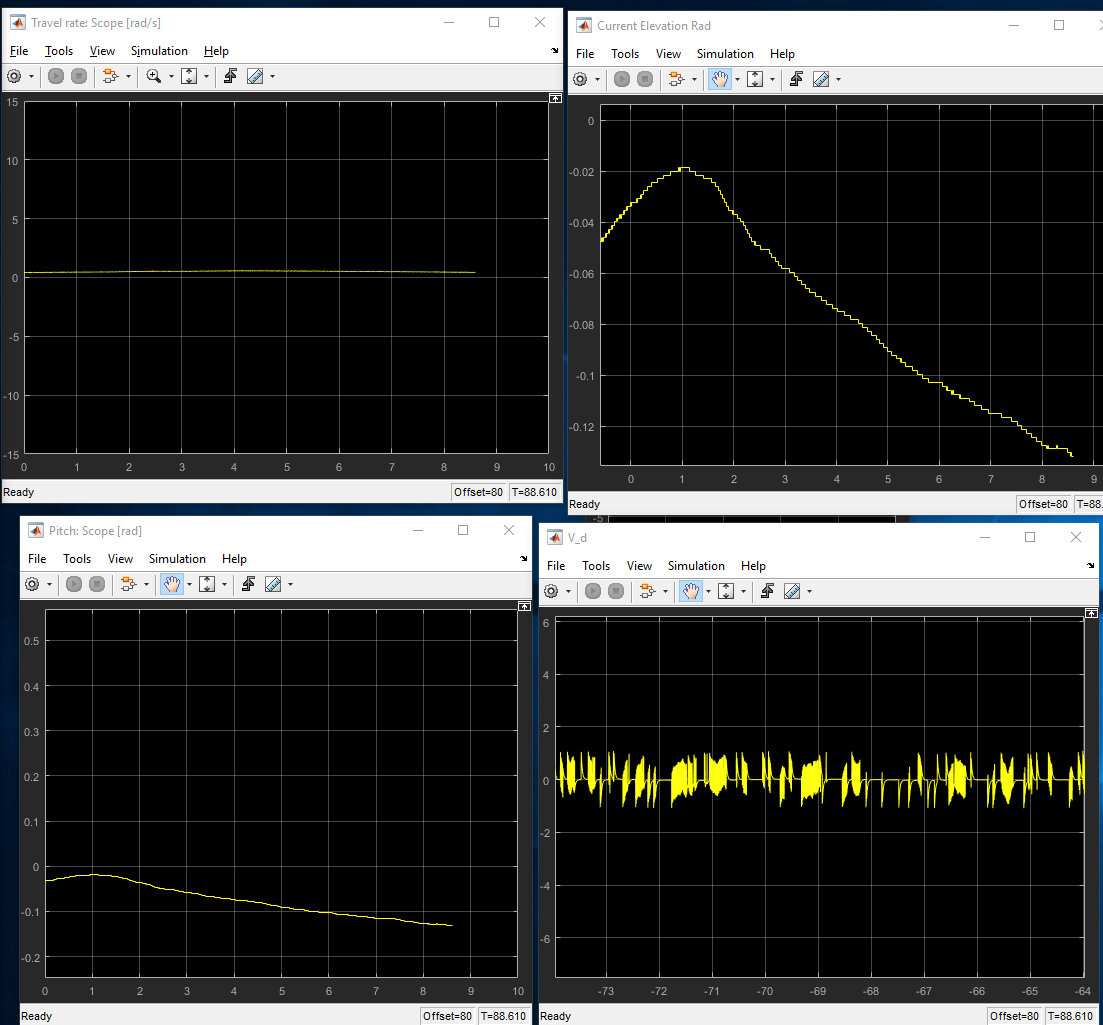 Travel rate: Scope [rad/s]
File Tools View Simulation Help
15
10
5
0
-5
-10
-15
0 1 2 3 4 5 6 7 8 9 10
Ready Offset=80 T=88.610
Current Elevation Rad
File Tools View Simulation Help
0
-0.02
-0.04
-0.06
-0.08
-0.1
-0.12
0 1 2 3 4 5 6 7 8 9
Ready Offset=80 T=88.
-5
Pitch: Scope [rad]
File Tools View Simulation Help
0.5
0.4
0.3
0.2
0.1
0
-0.1
-0.2
0 1 2 3 4 5 6 7 8 9 10
Ready Offset=80 T=88.610
V_d
File Tools View Simulation Help
6
4
2
0
-2
-4
-6
-73 -72 -71 -70 -69 -68 -67 -66 -65 -64
Ready Offset=80 T=88.610